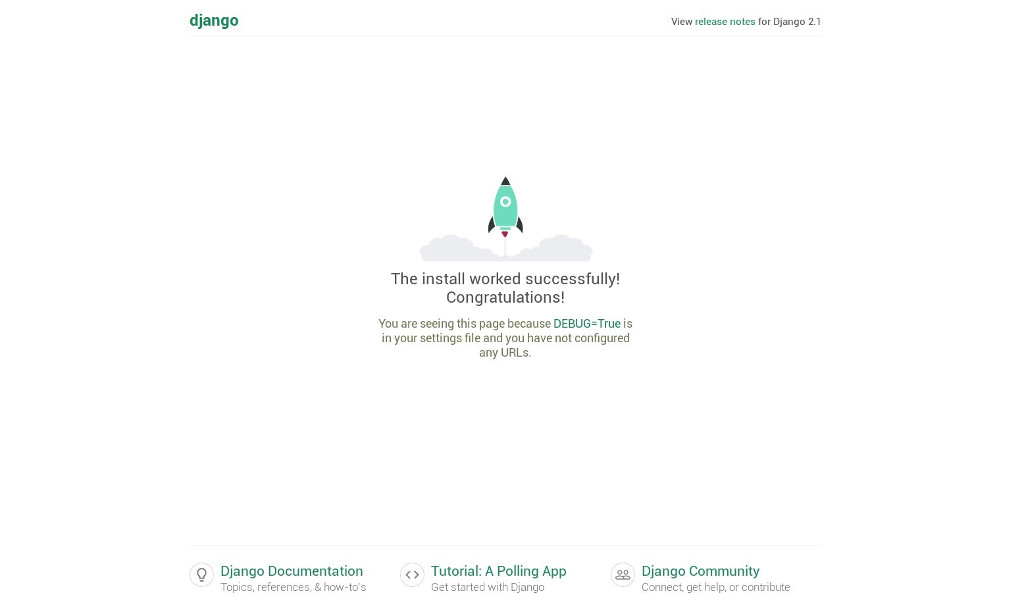 django
View release notes for Django 2.1
The install worked successfully!
Congratulations!
You are seeing this page because DEBUG=True is
in your settings file and you have not configured
any URLs.
Django Documentation
Topics, references, & how-to's
Tutorial: A Polling App
Get started with Django
Django Community
Connect, get help, or contribute